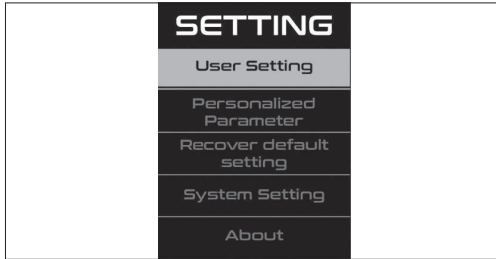 SETTING
User Setting
Personalized
Parameter
Recover default
setting
System Setting
About